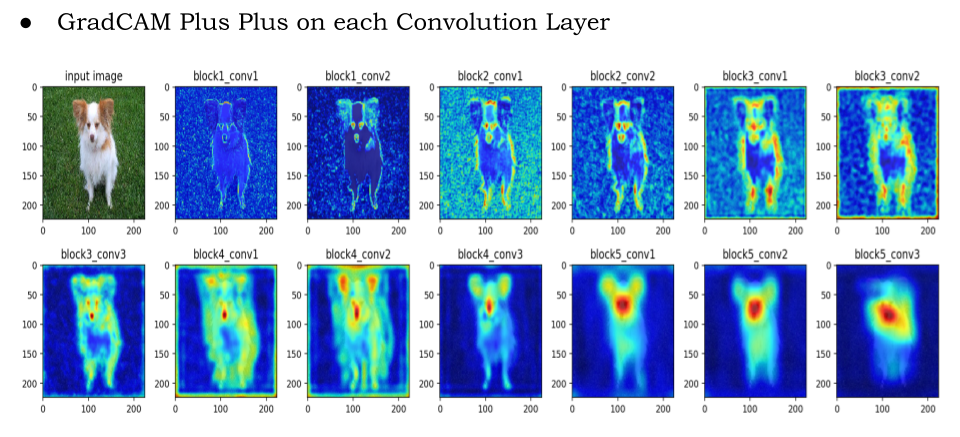 ● GradCAM Plus Plus on each Convolution Layer
input image block1_conv1 block1_conv2 block2_conv1 block2_conv2 block3_conv1 block3_conv2
0 0 0 0 0 0 0
50 50 50 50 50 50 50
100 100 100 100 100 100 100
150 150 150 150 150 150 150
200 200 200 200 200 200 200
0 100 200 0 100 200 0 100 200 0 100 200 0 100 200 0 100 200 0 100 200
block3_conv3 block4_conv1 block4_conv2 block4_conv3 block5_conv1 block5_conv2 block5_conv3
0 0 0 0 0 0 0
50 50 50 50 50 50 50
100 100 100 100 100 100 100
150 150 150 150 150 150 150
200 200 200 200 200 200 200
0 100 200 0 100 200 0 100 200 0 100 200 0 100 200 0 100 200 0 100 200